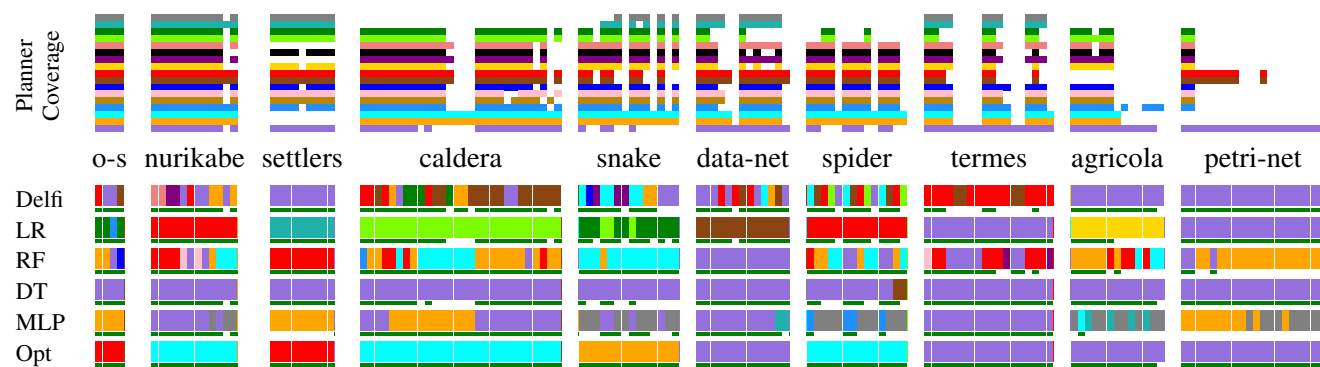 Planner
Coverage
o-s nurikabe settlers caldera snake data-net spider termes agricola petri-net
Delfi
LR
RF
DT
MLP
Opt